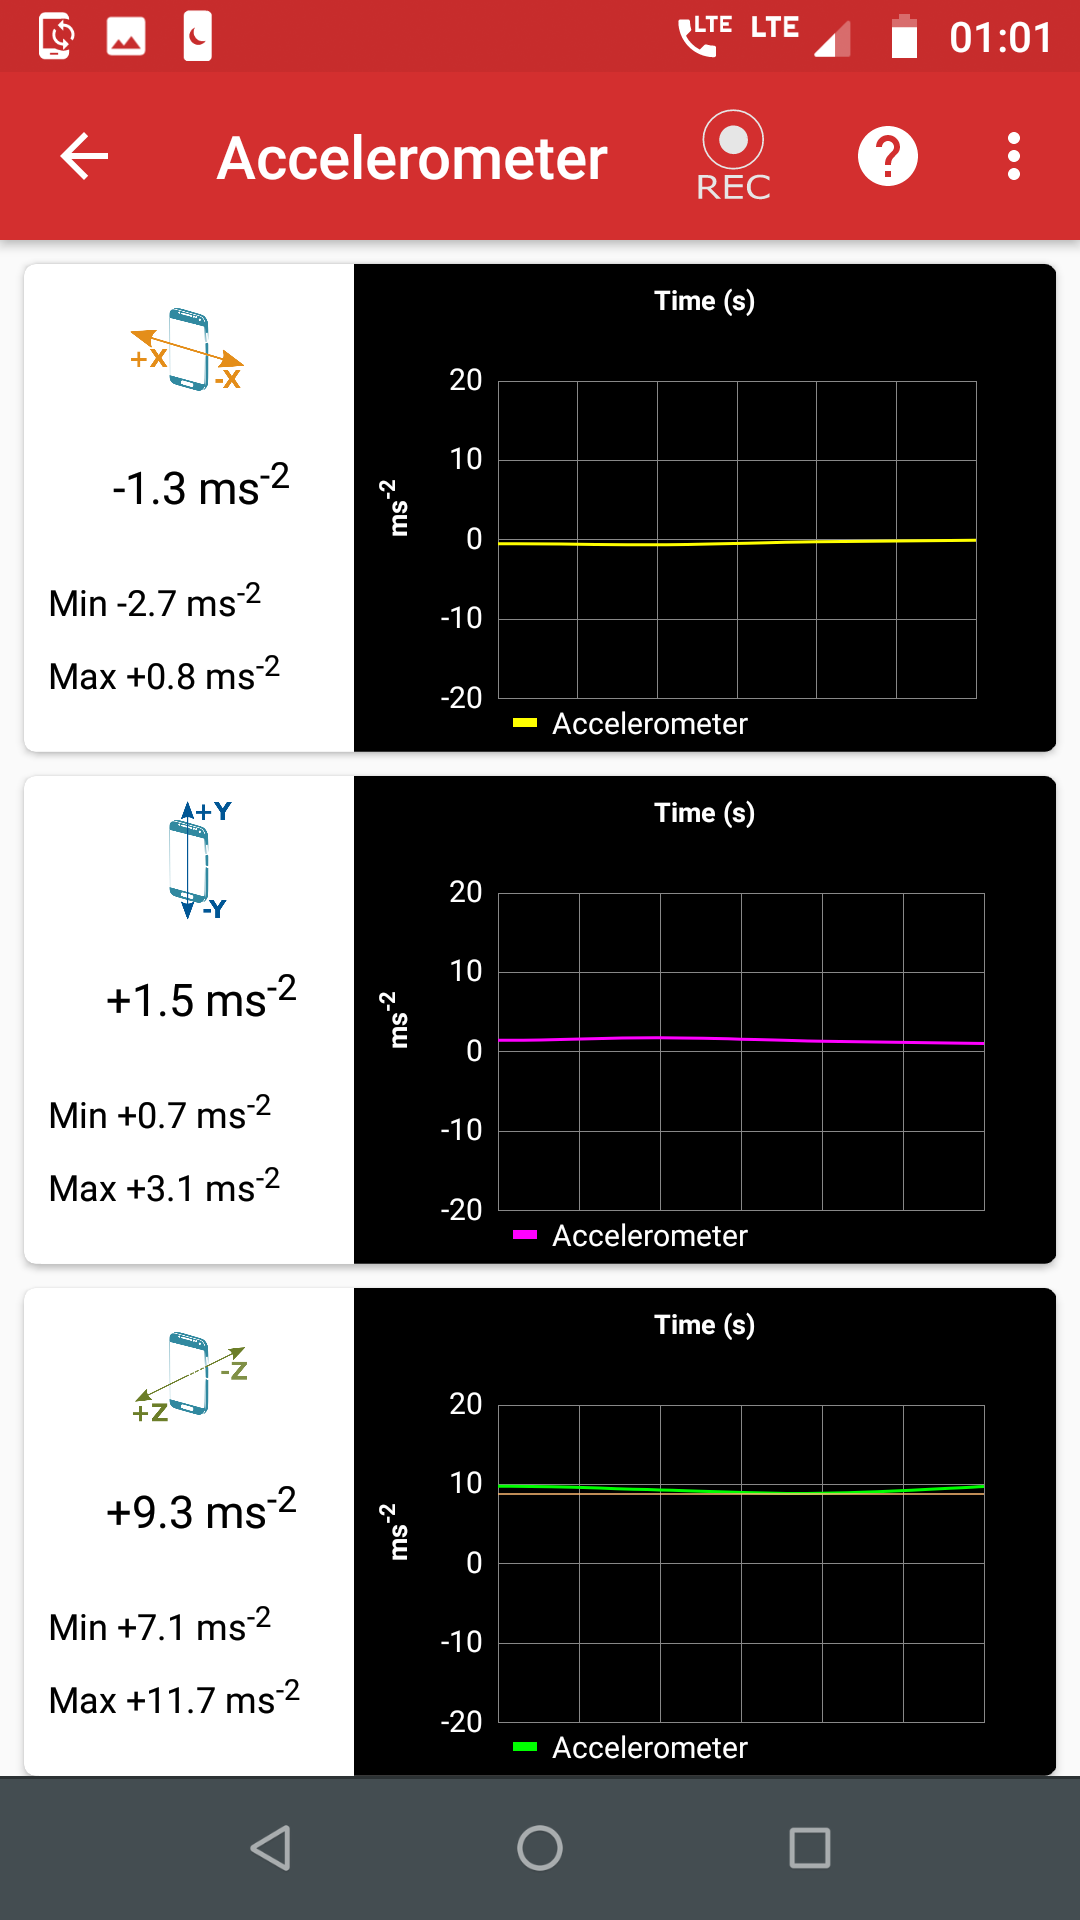 LTE LTE 01:01
Accelerometer
REC
?
+X
-X
-1.3 ms-2
Min -2.7 ms-2
Max +0.8 ms-2
Time (s)
20
10
0
-10
-20
ms-2
Accelerometer
+Y
-Y
+1.5 ms-2
Min +0.7 ms-2
Max +3.1 ms-2
Time (s)
20
10
0
-10
-20
ms-2
Accelerometer
-Z
+Z
+9.3 ms-2
Min +7.1 ms-2
Max +11.7 ms-2
Time (s)
20
10
0
-10
-20
ms-2
Accelerometer